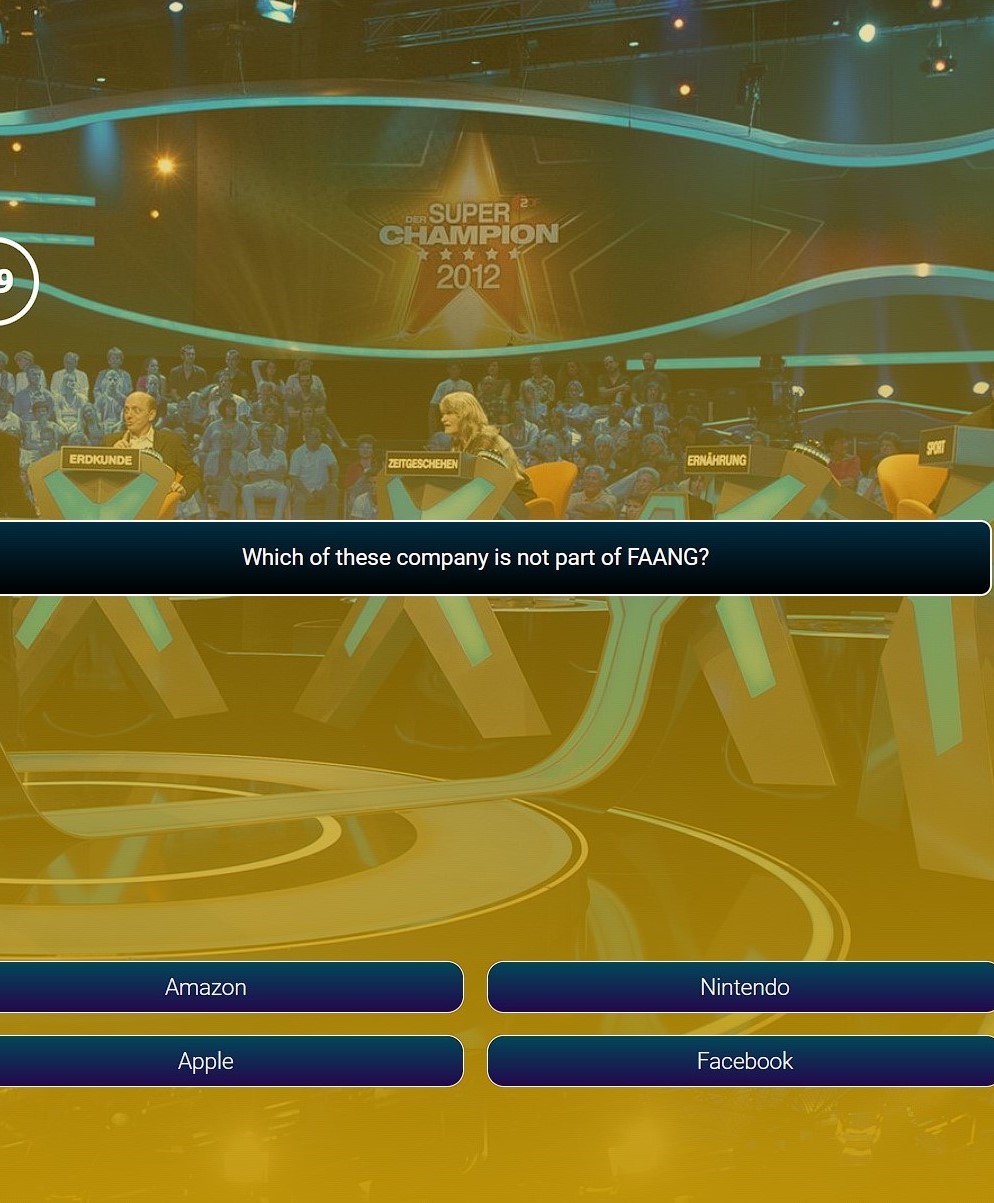 DER SUPER ZDF
CHAMPION
2012
9
ERDKUNDE
ZEITGESCHEHEN
ERNÄHRUNG
SPORT
Which of these company is not part of FAANG?
Amazon
Nintendo
Apple
Facebook